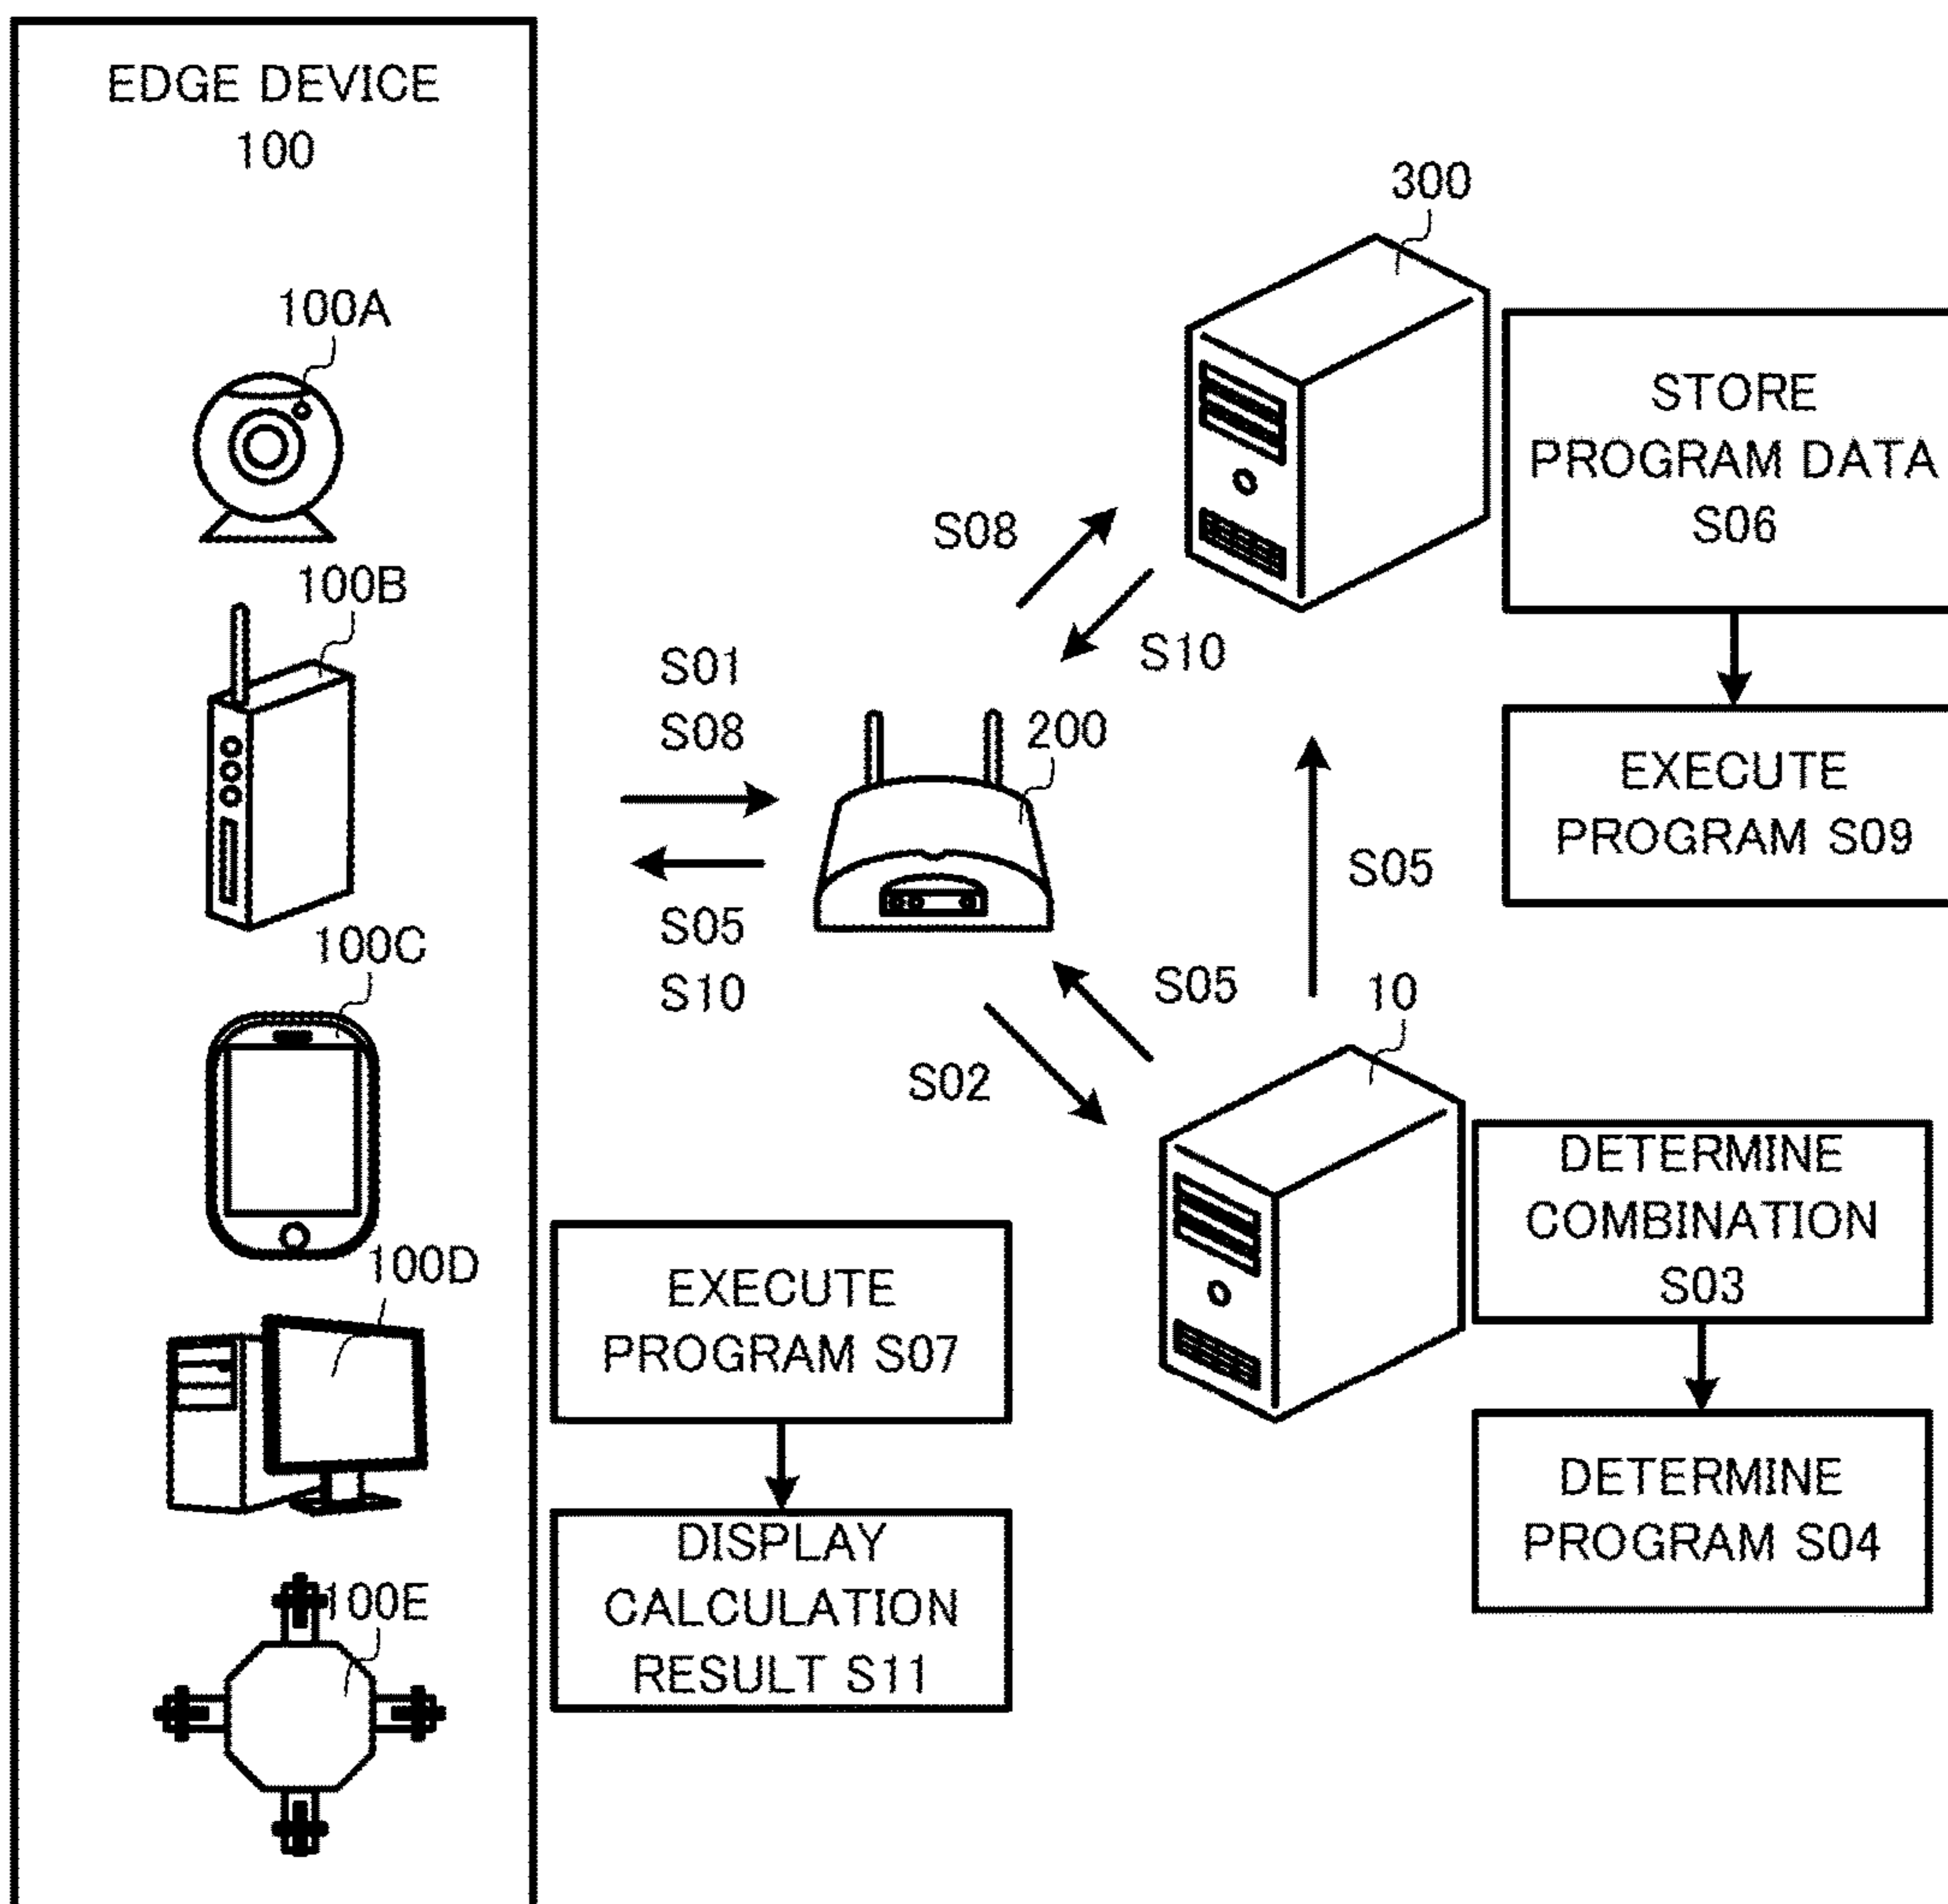 EDGE DEVICE
100
100A
100B
100C
100D
100E
S01
S08
S05
S10
200
S08
S10
300
STORE
PROGRAM DATA
S06
EXECUTE
PROGRAM S09
S05
S05
S02
10
DETERMINE
COMBINATION
S03
DETERMINE
PROGRAM S04
EXECUTE
PROGRAM S07
DISPLAY
CALCULATION
RESULT S11